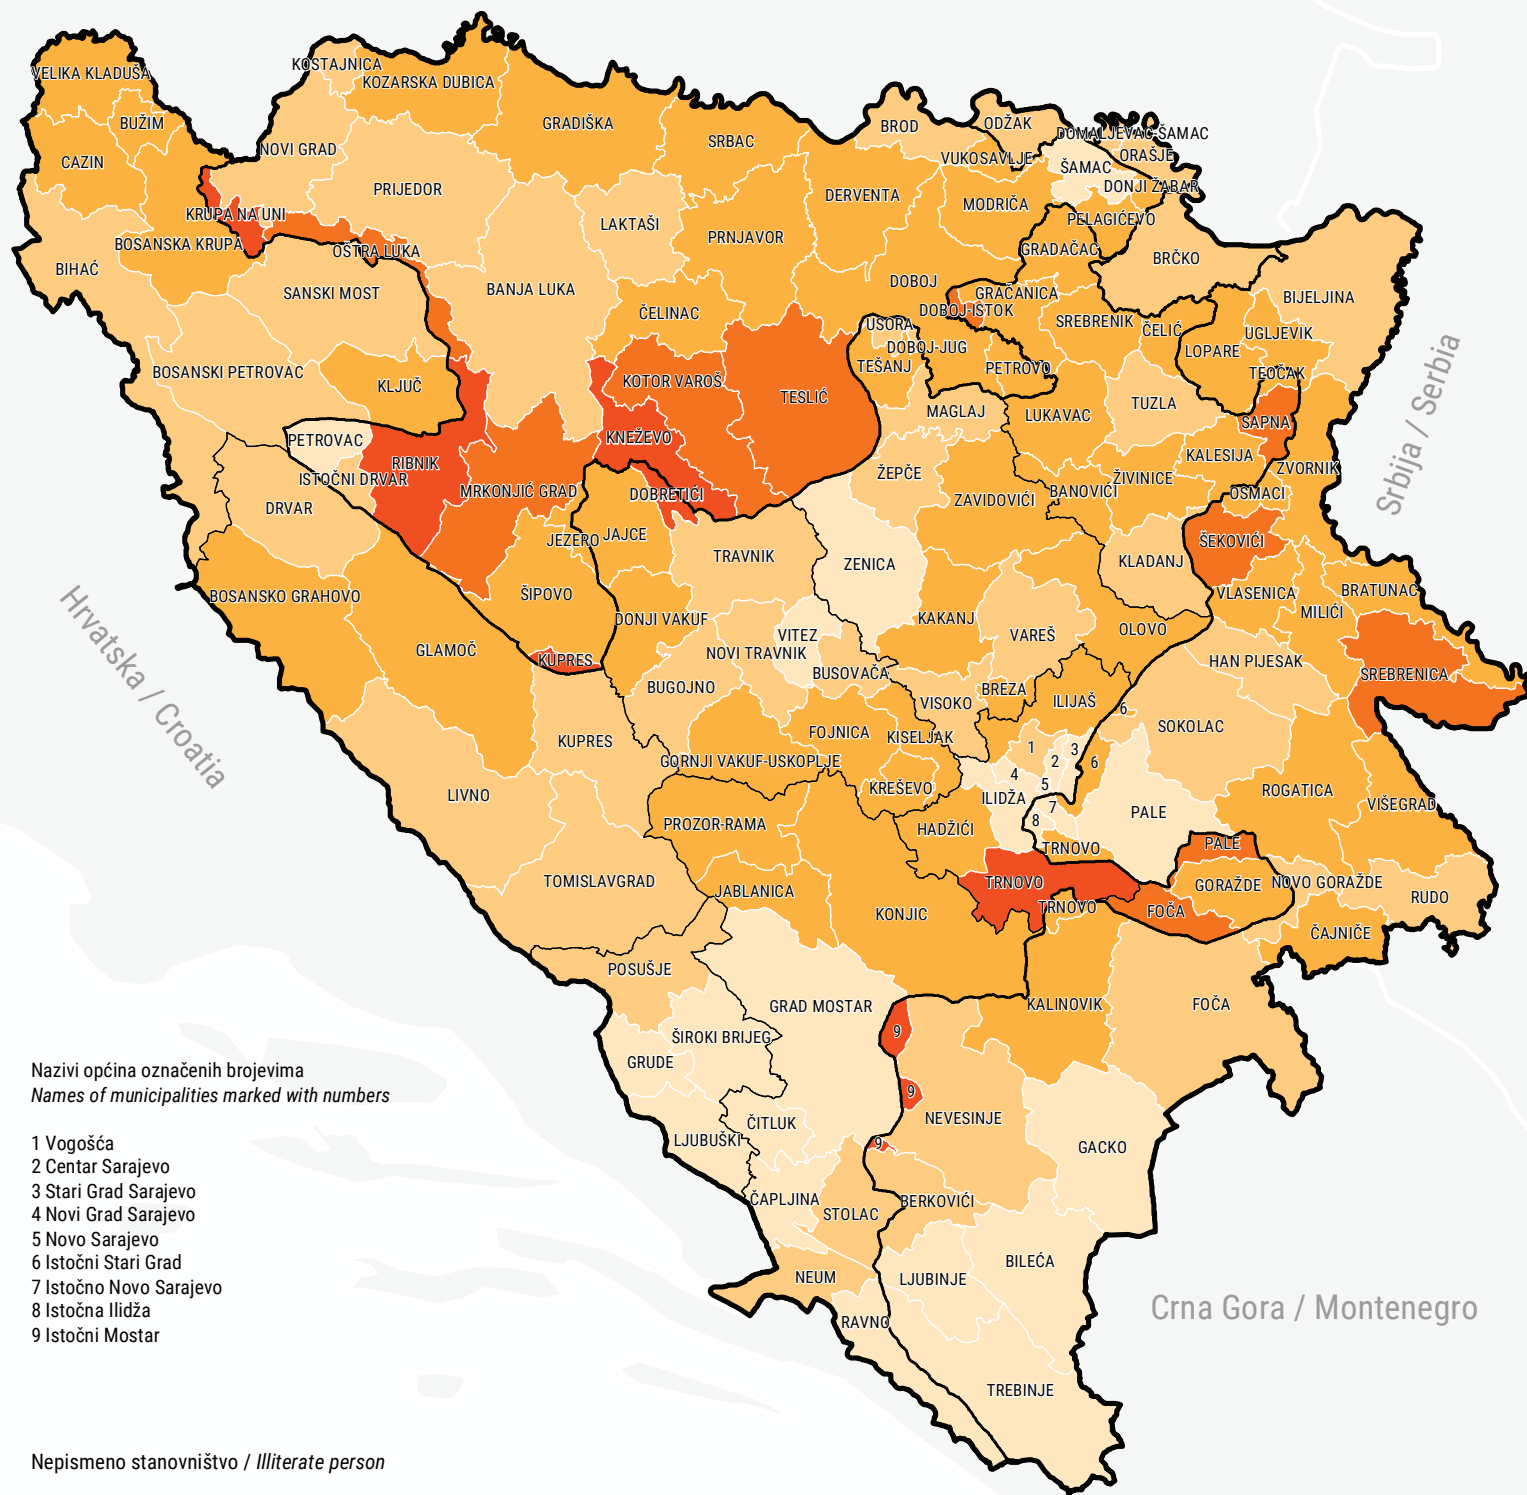 VELIKA KLADUŠA
KOSTAJNICA
KOZARSKA DUBICA
BUŽIM
GRADIŠKA
SRBAC
BROD
ODŽAK
DOMALJEVAC-ŠAMAC
ORAŠJE
CAZIN
NOVI GRAD
VUKOSAVLJE
ŠAMAC
DONJI ŽABAR
PRIJEDOR
DERVENTA
MODRIČA
KRUPA NA UNI
LAKTAŠI
PRNJAVOR
PELAGIĆEVO
BOSANSKA KRUPA
OŠTRA LUKA
GRADAČAC
BRČKO
BIHAĆ
SANSKI MOST
BANJA LUKA
DOBOJ
GRAČANICA
BIJELJINA
ČELINAC
DOBOJ-ISTOK
SREBRENIK
ČELIĆ
UGLJEVIK
USORA
DOBOJ-JUG
LOPARE
BOSANSKI PETROVAC
KLJUČ
KOTOR VAROŠ
TEŠANJ
PETROVO
TEOČAK
TESLIĆ
MAGLAJ
LUKAVAC
TUZLA
SAPNA
PETROVAC
KNEŽEVO
RIBNIK
ISTOČNI DRVAR
ŽEPČE
KALESIJA
ZVORNIK
DRVAR
MRKONJIĆ GRAD
DOBRETIĆI
ZAVIDOVIĆI
BANOVIĆI
ŽIVINICE
OSMACI
JEZERO
JAJCE
TRAVNIK
ZENICA
KLADANJ
ŠEKOVIĆI
BOSANSKO GRAHOVO
ŠIPOVO
VLASENICA
BRATUNAC
MILIĆI
DONJI VAKUF
KAKANJ
OLOVO
GLAMOČ
VITEZ
VAREŠ
KUPRES
NOVI TRAVNIK
BUSOVAČA
HAN PIJESAK
SREBRENICA
BUGOJNO
VISOKO
BREZA
ILIJAŠ
6
SOKOLAC
KUPRES
FOJNICA
KISELJAK
1
3
2
6
GORNJI VAKUF-USKOPLJE
4
5
LIVNO
KREŠEVO
ILIDŽA
ROGATICA
VIŠEGRAD
7
8
PALE
PROZOR-RAMA
HADŽIĆI
TRNOVO
PALE
TOMISLAVGRAD
JABLANICA
TRNOVO
GORAŽDE
NOVO GORAŽDE
RUDO
KONJIC
TRNOVO
FOČA
ČAJNIČE
POSUŠJE
GRAD MOSTAR
KALINOVIK
FOČA
ŠIROKI BRIJEG
9
GRUDE
9
NEVESINJE
ČITLUK
LJUBUŠKI
9
GACKO
ČAPLJINA
STOLAC
BERKOVIĆI
NEUM
LJUBINJE
BILEĆA
RAVNO
TREBINJE
Hrvatska / Croatia
Srbija / Serbia
Crna Gora / Montenegro
Nazivi općina označenih brojevima
Names of municipalities marked with numbers
1 Vogošća
2 Centar Sarajevo
3 Stari Grad Sarajevo
4 Novi Grad Sarajevo
5 Novo Sarajevo
6 Istočni Stari Grad
7 Istočno Novo Sarajevo
8 Istočna Ilidža
9 Istočni Mostar
Nepismeno stanovništvo / Illiterate person